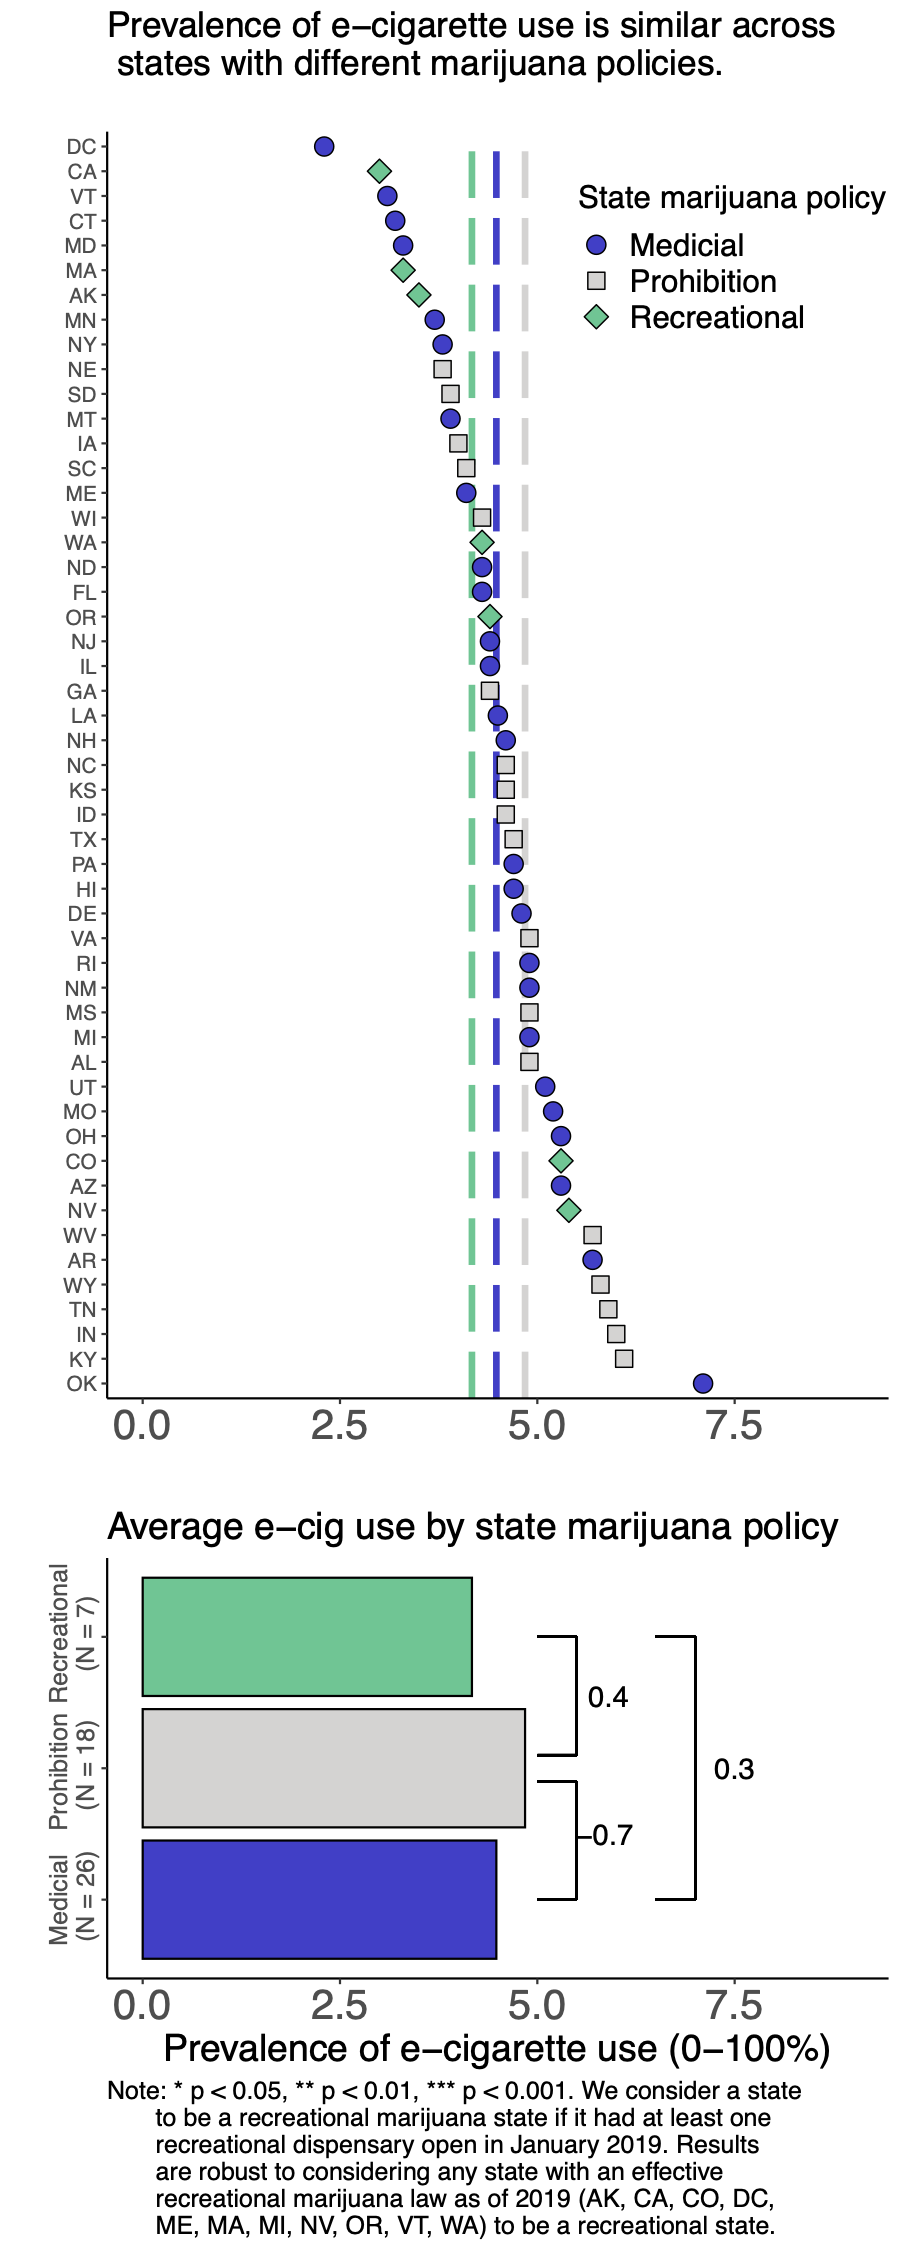 Prevalence of e−cigarette use is similar across
states with different marijuana policies.
DC
CA
VT
CT
MD
MA
AK
MN
NY
NE
SD
MT
IA
SC
ME
WI
WA
ND
FL
OR
NJ
IL
GA
LA
NH
NC
KS
ID
TX
PA
HI
DE
VA
RI
NM
MS
MI
AL
UT
MO
OH
CO
AZ
NV
WV
AR
WY
TN
IN
KY
OK
State marijuana policy
Medicial
Prohibition
Recreational
0.0 2.5 5.0 7.5
Average e−cig use by state marijuana policy
Recreational
(N = 7)
Prohibition
(N = 18)
Medicial
(N = 26)
0.4
0.3
−0.7
0.0 2.5 5.0 7.5
Prevalence of e−cigarette use (0−100%)
Note: * p < 0.05, ** p < 0.01, *** p < 0.001. We consider a state
to be a recreational marijuana state if it had at least one
recreational dispensary open in January 2019. Results
are robust to considering any state with an effective
recreational marijuana law as of 2019 (AK, CA, CO, DC,
ME, MA, MI, NV, OR, VT, WA) to be a recreational state.